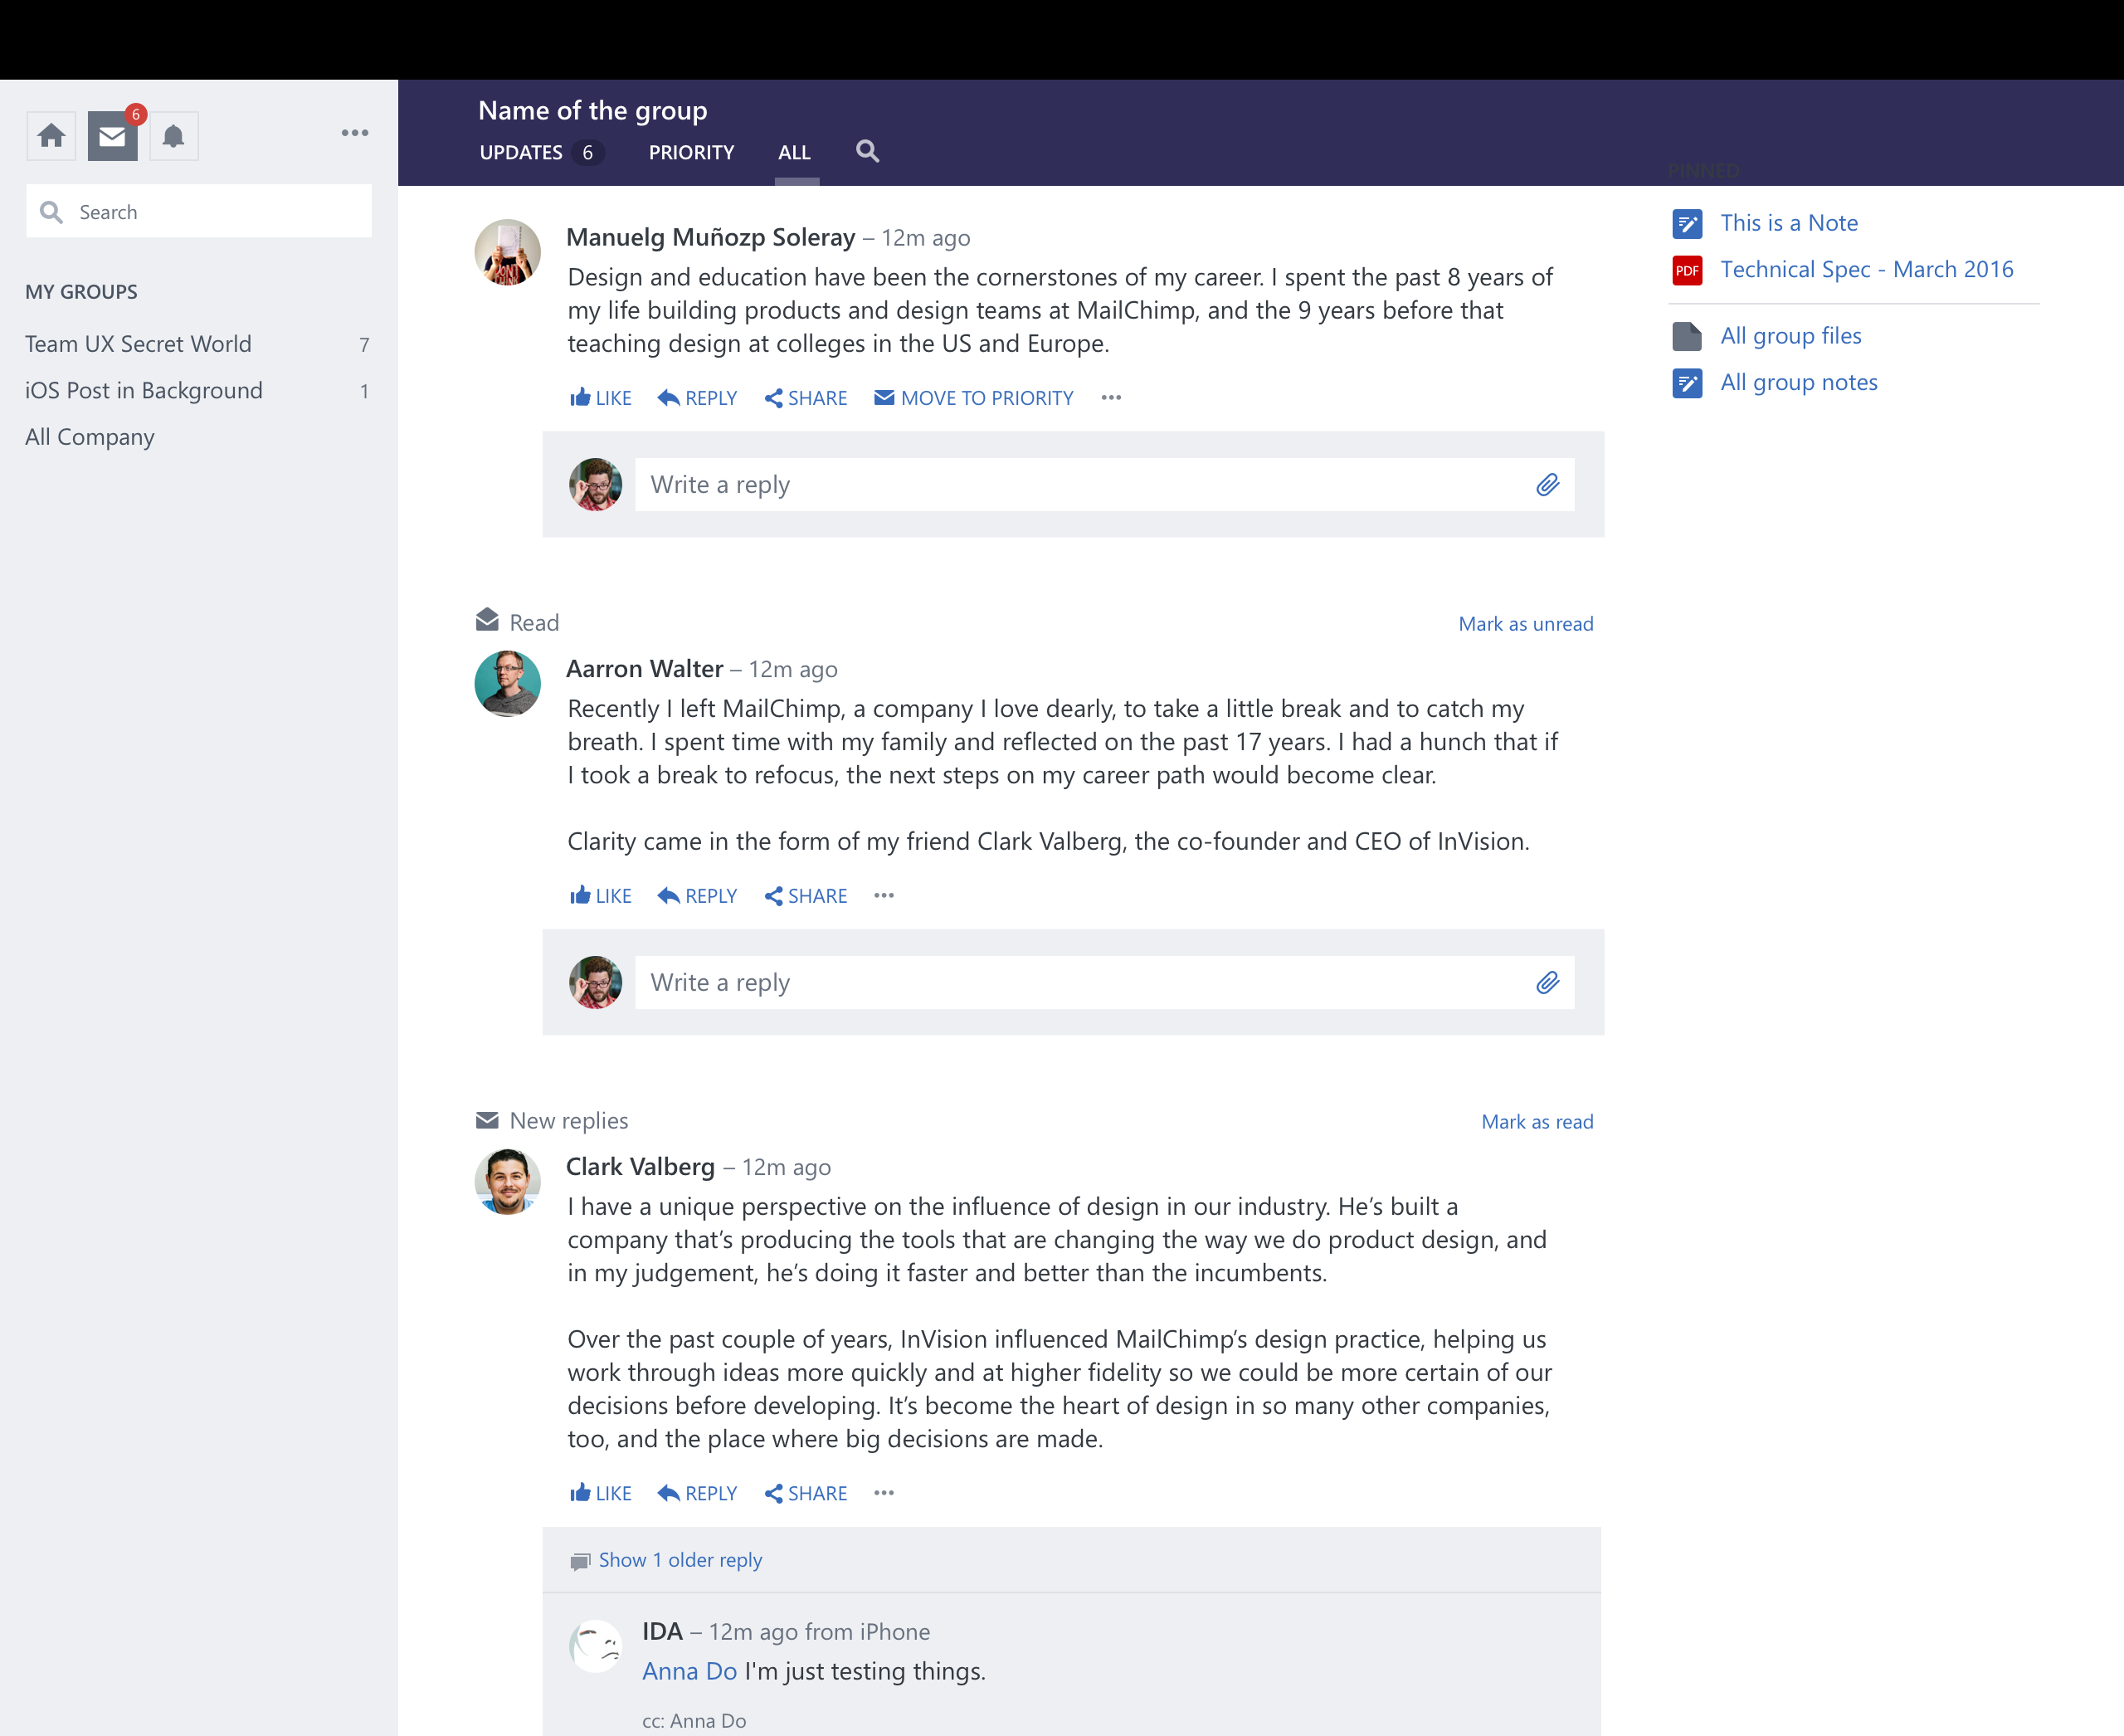 6
Search
MY GROUPS
Team UX Secret World 7
iOS Post in Background 1
All Company
Name of the group
UPDATES 6 PRIORITY ALL
Manuelg Muñozp Soleray – 12m ago
Design and education have been the cornerstones of my career. I spent the past 8 years of
my life building products and design teams at MailChimp, and the 9 years before that
teaching design at colleges in the US and Europe.
LIKE REPLY SHARE MOVE TO PRIORITY
Write a reply
Read Mark as unread
Aarron Walter – 12m ago
Recently I left MailChimp, a company I love dearly, to take a little break and to catch my
breath. I spent time with my family and reflected on the past 17 years. I had a hunch that if
I took a break to refocus, the next steps on my career path would become clear.
Clarity came in the form of my friend Clark Valberg, the co-founder and CEO of InVision.
LIKE REPLY SHARE
Write a reply
New replies Mark as read
Clark Valberg – 12m ago
I have a unique perspective on the influence of design in our industry. He’s built a
company that’s producing the tools that are changing the way we do product design, and
in my judgement, he’s doing it faster and better than the incumbents.
Over the past couple of years, InVision influenced MailChimp‘s design practice, helping us
work through ideas more quickly and at higher fidelity so we could be more certain of our
decisions before developing. It’s become the heart of design in so many other companies,
too, and the place where big decisions are made.
LIKE REPLY SHARE
Show 1 older reply
IDA – 12m ago from iPhone
Anna Do I'm just testing things.
cc: Anna Do
PINNED
This is a Note
PDF Technical Spec - March 2016
All group files
All group notes